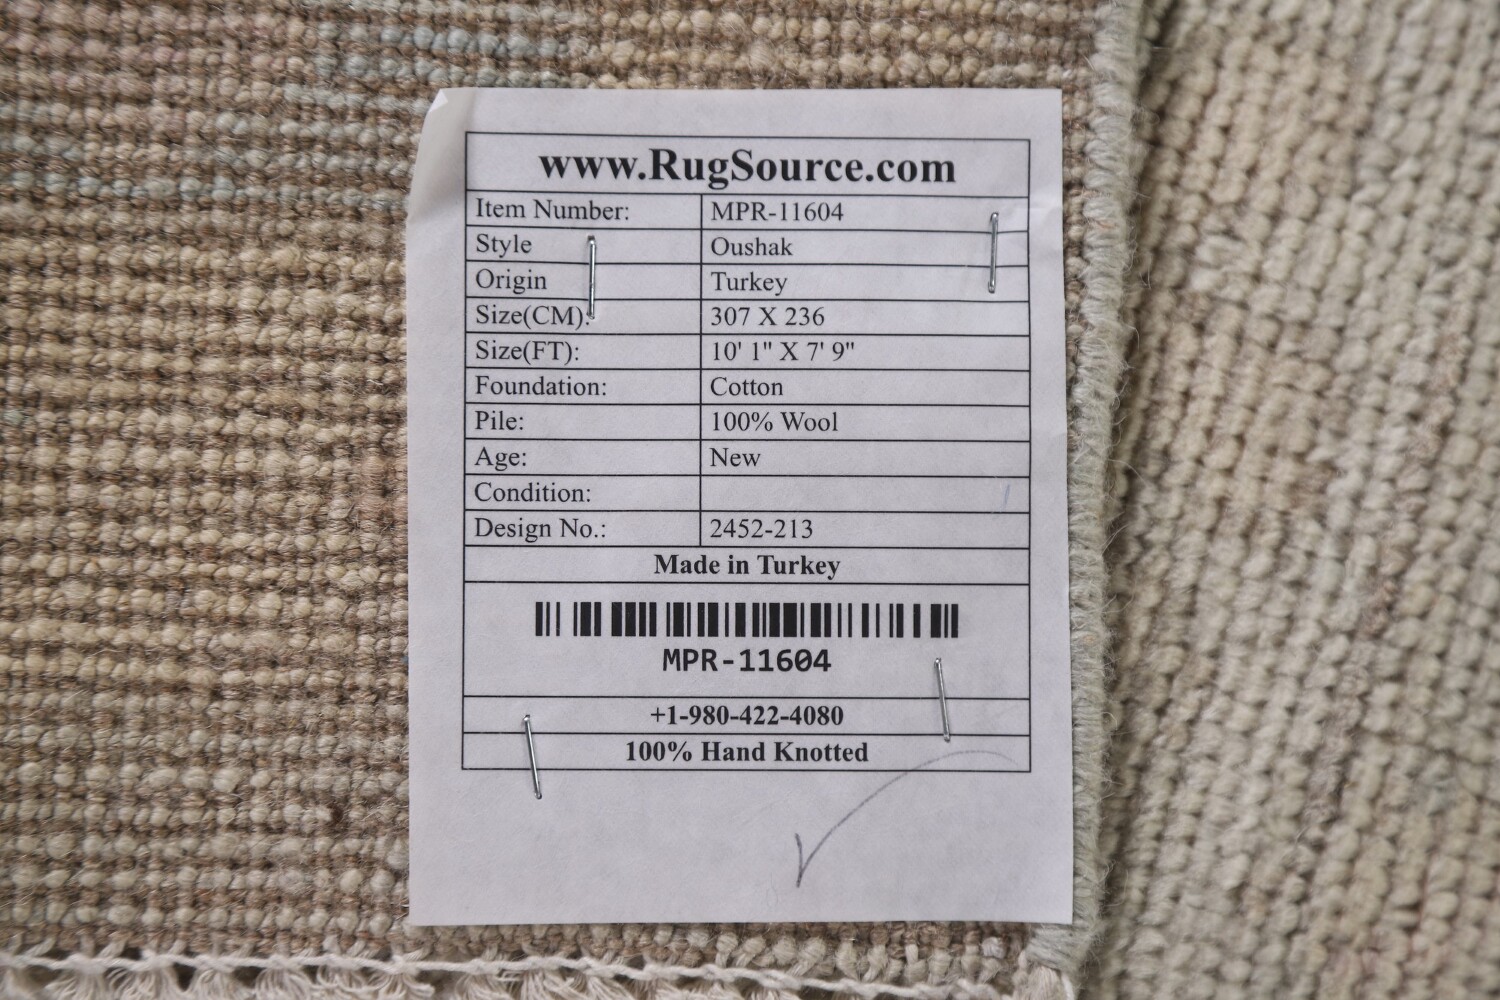 www.RugSource.com
Item Number: MPR-11604
Style Oushak
Origin Turkey
Size(CM): 307 X 236
Size(FT): 10' 1" X 7' 9"
Foundation: Cotton
Pile: 100% Wool
Age: New
Condition:
Design No.: 2452-213
Made in Turkey
MPR-11604
+1-980-422-4080
100% Hand Knotted